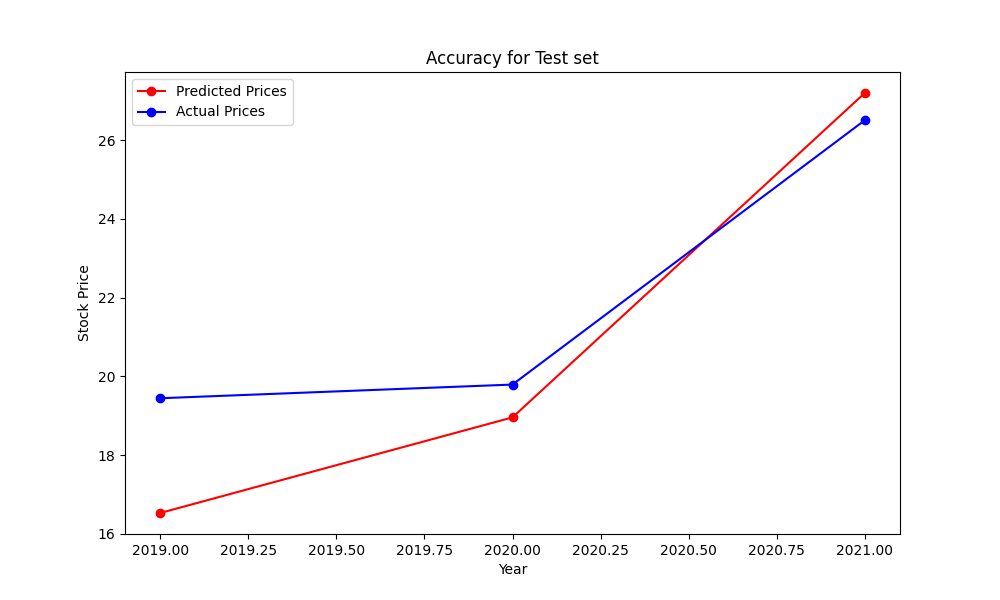 Accuracy for Test set
Predicted Prices
Actual Prices
Stock Price
26
24
22
20
18
16
2019.00 2019.25 2019.50 2019.75 2020.00 2020.25 2020.50 2020.75 2021.00
Year